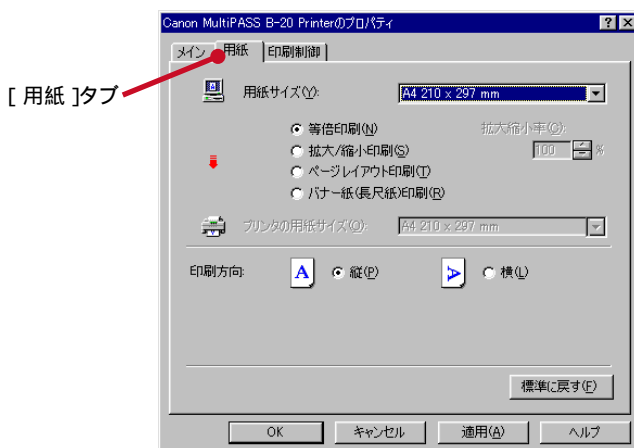 Canon MultiPASS B-20 Printerのプロパティ
メイン 用紙 印刷制御
[ 用紙 ]タブ
用紙サイズ(Y): A4 210 x 297 mm
等倍印刷(N) 拡大縮小率(C):
拡大/縮小印刷(S) 100 %
ページレイアウト印刷(T)
バナー紙(長尺紙)印刷(R)
プリンタの用紙サイズ(O): A4 210 x 297 mm
印刷方向: A 縦(P) A 横(L)
標準に戻す(F)
OK キャンセル 適用(A) ヘルプ